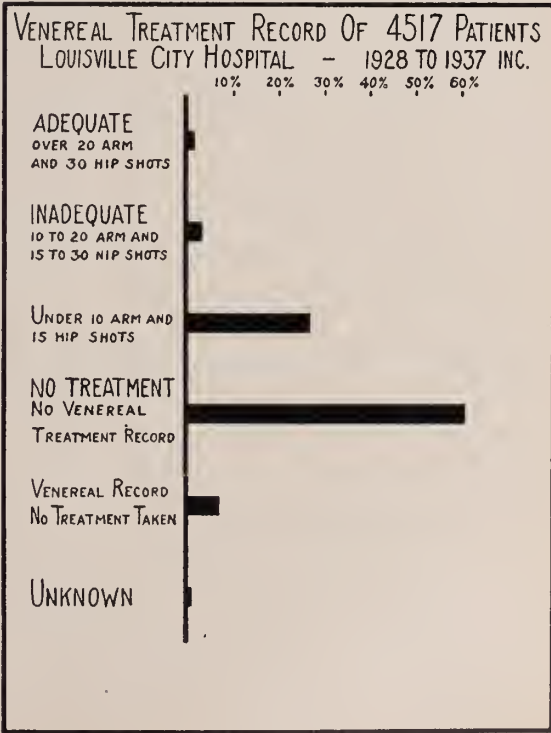 VENEREAL TREATMENT RECORD OF 4517 PATIENTS
LOUISVILLE CITY HOSPITAL – 1928 TO 1937 INC.
10% 20% 30% 40% 50% 60%
ADEQUATE
OVER 20 ARM
AND 30 HIP SHOTS
INADEQUATE
10 TO 20 ARM AND
15 TO 30 HIP SHOTS
UNDER 10 ARM AND
15 HIP SHOTS
NO TREATMENT
NO VENEREAL
TREATMENT RECORD
VENEREAL RECORD
NO TREATMENT TAKEN
UNKNOWN